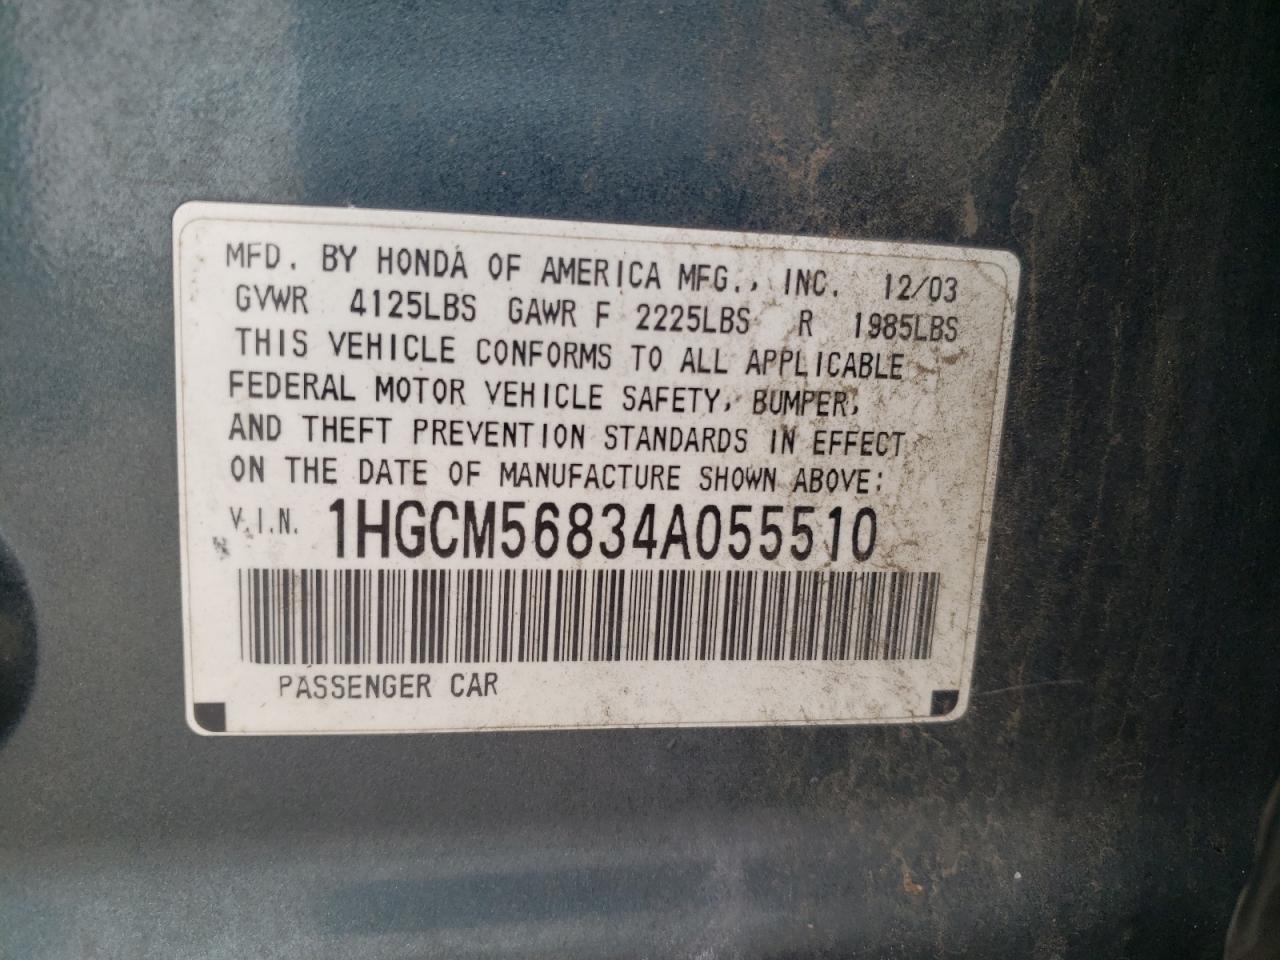 MFD. BY HONDA OF AMERICA MFG., INC. 12/03
GVWR 4125LBS GAWR F 2225LBS R 1985LBS
THIS VEHICLE CONFORMS TO ALL APPLICABLE
FEDERAL MOTOR VEHICLE SAFETY, BUMPER,
AND THEFT PREVENTION STANDARDS IN EFFECT
ON THE DATE OF MANUFACTURE SHOWN ABOVE:
V.I.N. 1HGCM56834A055510
PASSENGER CAR